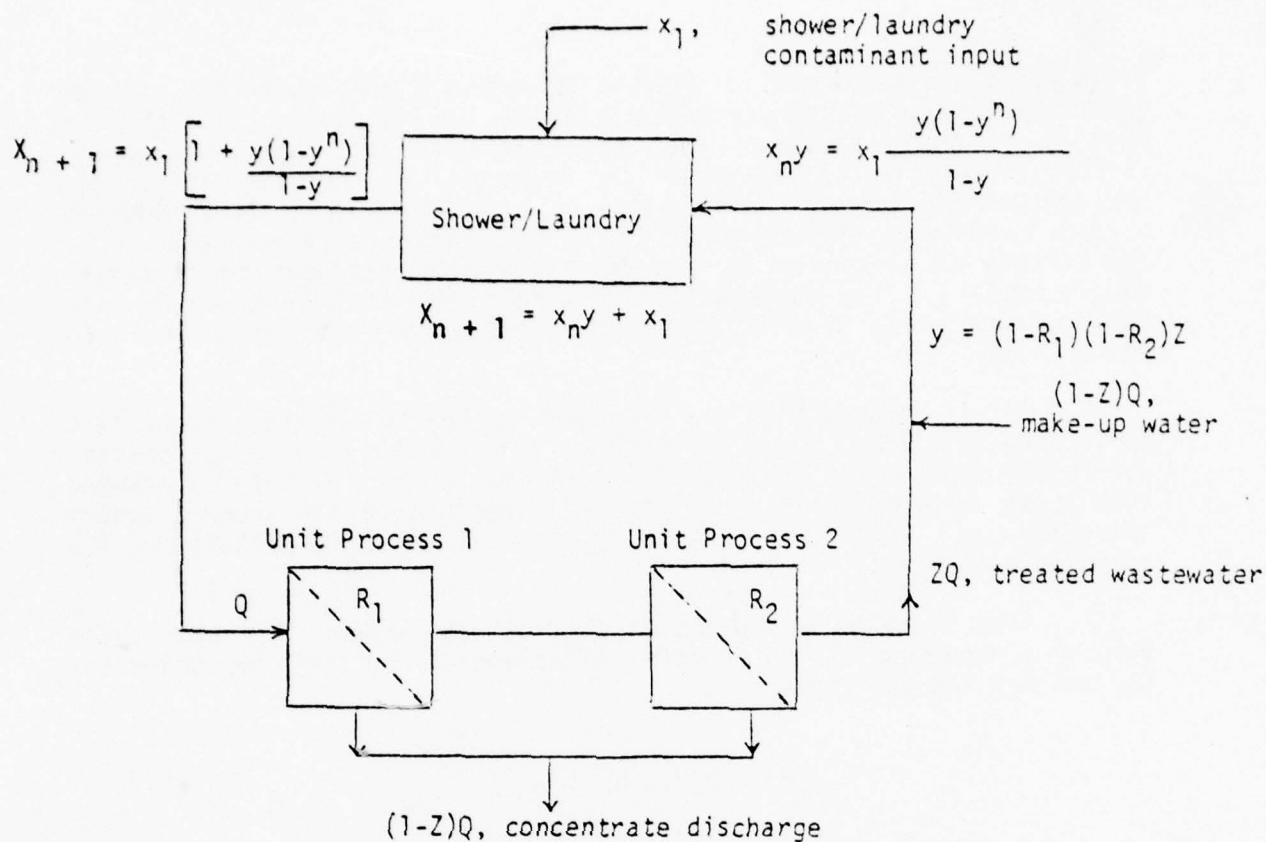 x₁, shower/laundry
contaminant input
Xₙ ₊ ₁ = x₁ [1 + y(1-yⁿ)/1-y]
xₙy = x₁ y(1-yⁿ)/1-y
Shower/Laundry
Xₙ ₊ ₁ = xₙy + x₁
y = (1-R₁)(1-R₂)Z
(1-Z)Q,
make-up water
Unit Process 1 Unit Process 2
ZQ, treated wastewater
Q R₁ R₂
(1-Z)Q, concentrate discharge